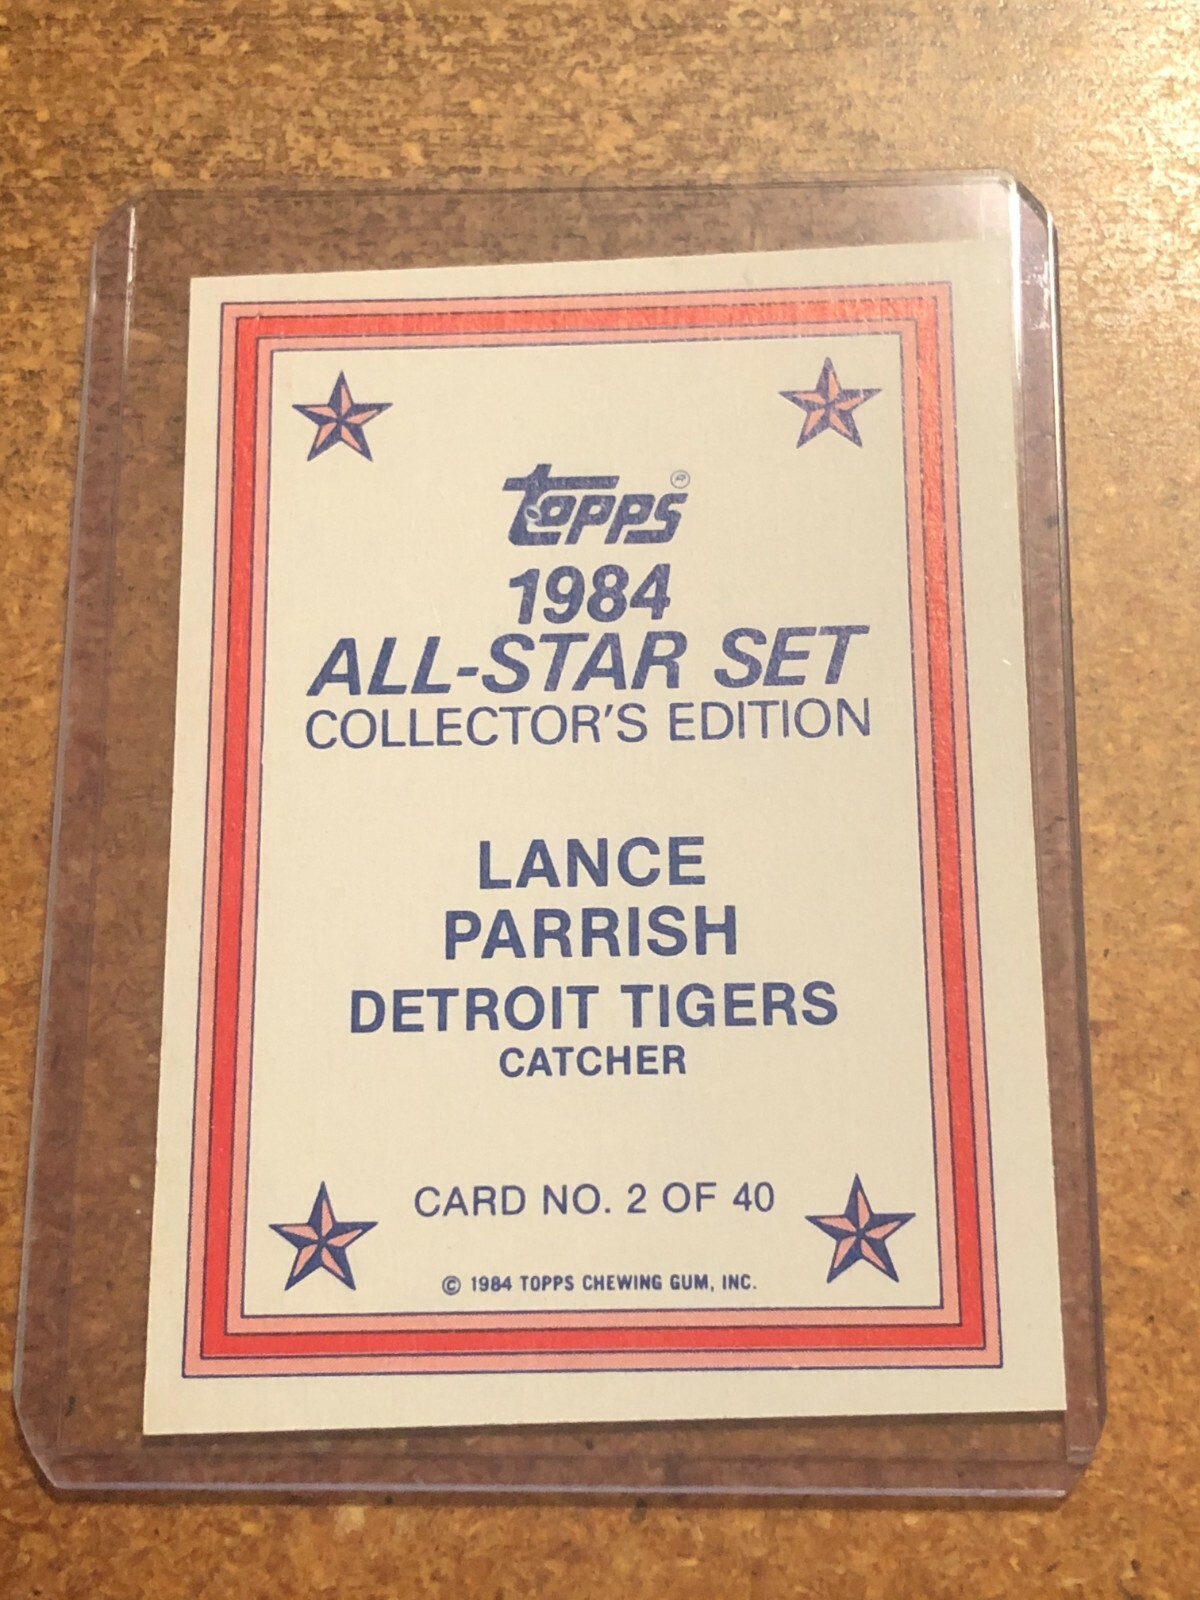 topps®
1984
ALL-STAR SET
COLLECTOR'S EDITION
LANCE
PARRISH
DETROIT TIGERS
CATCHER
CARD NO. 2 OF 40
© 1984 TOPPS CHEWING GUM, INC.